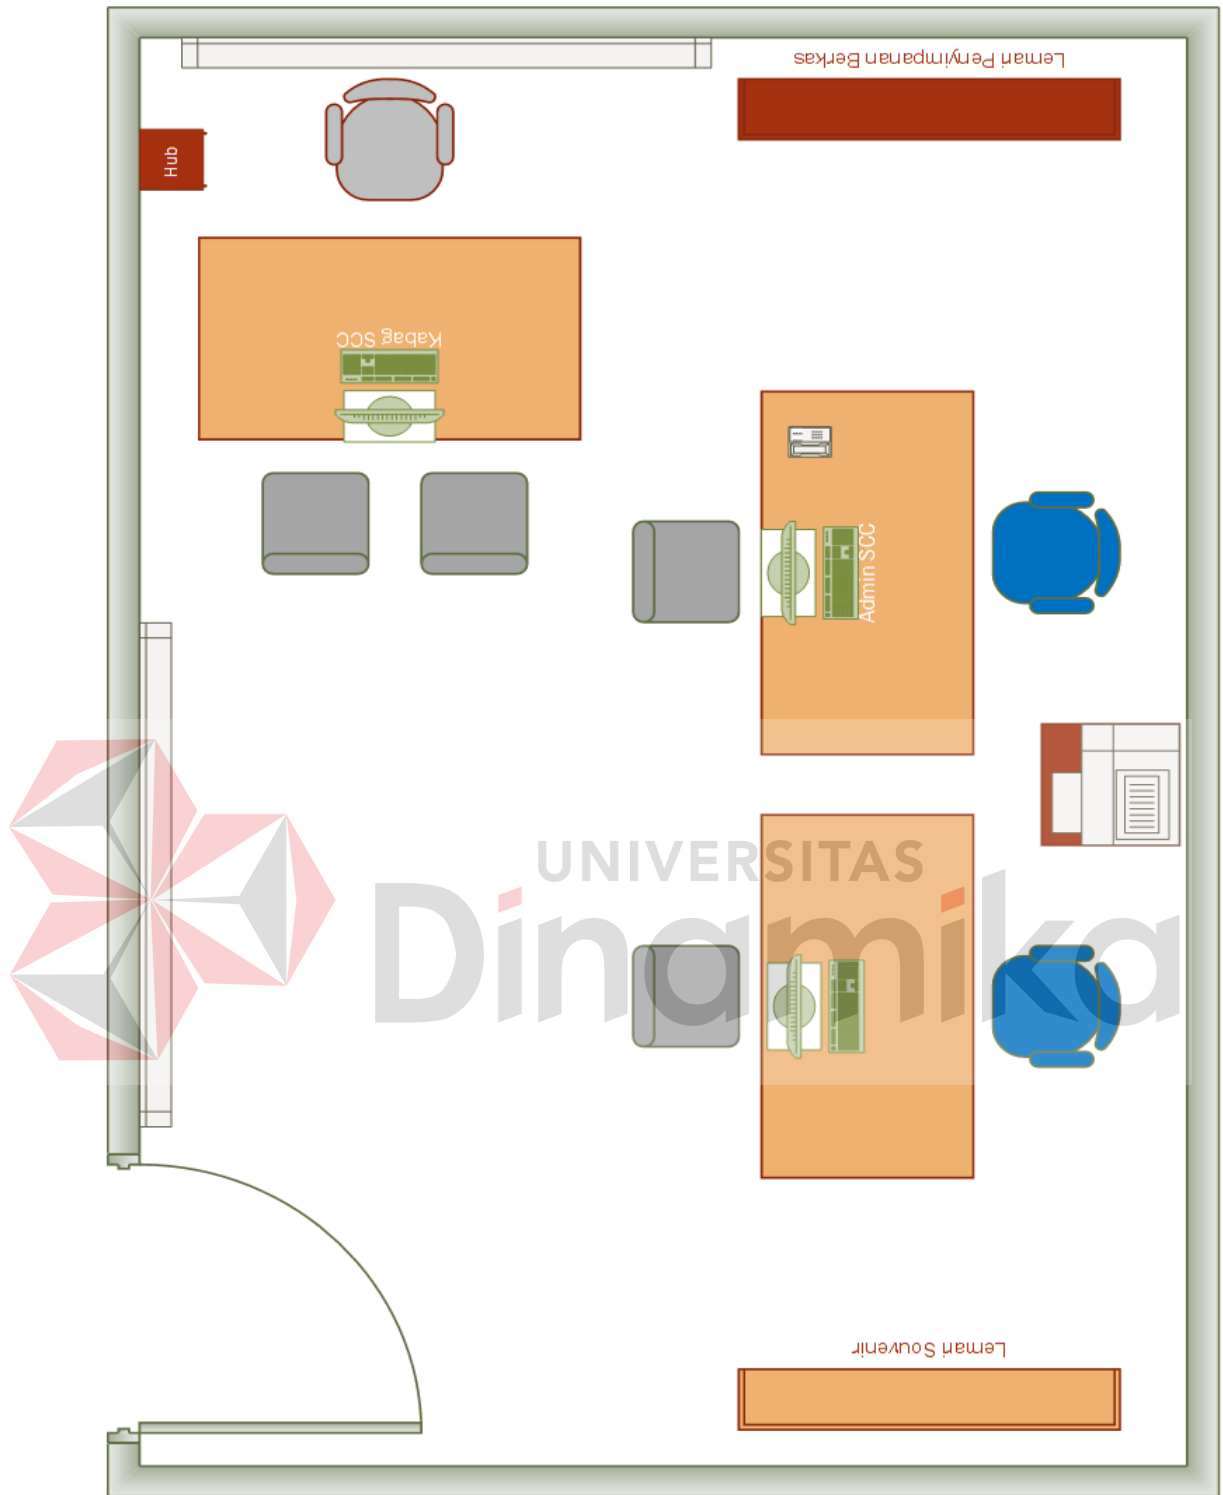 Lemari Penyimpanan Berkas
Hub
Kabag SCC
Admin SCC
UNIVERSITAS
Dinamika
Lemari Souvenir